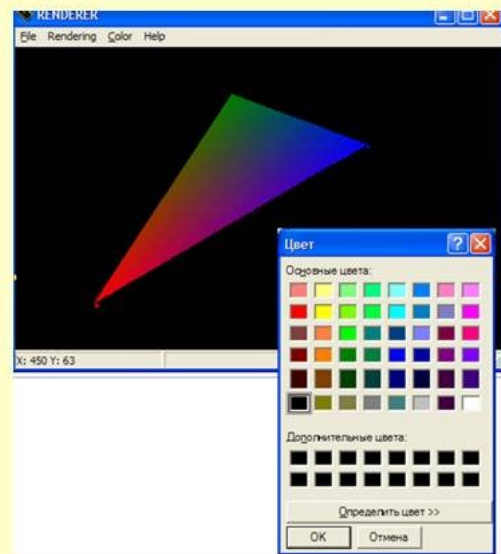 RENDERER
File Rendering Color Help
X: 450 Y: 63
Цвет
Основные цвета:
Дополнительные цвета:
Определить цвет >>
OK Отмена